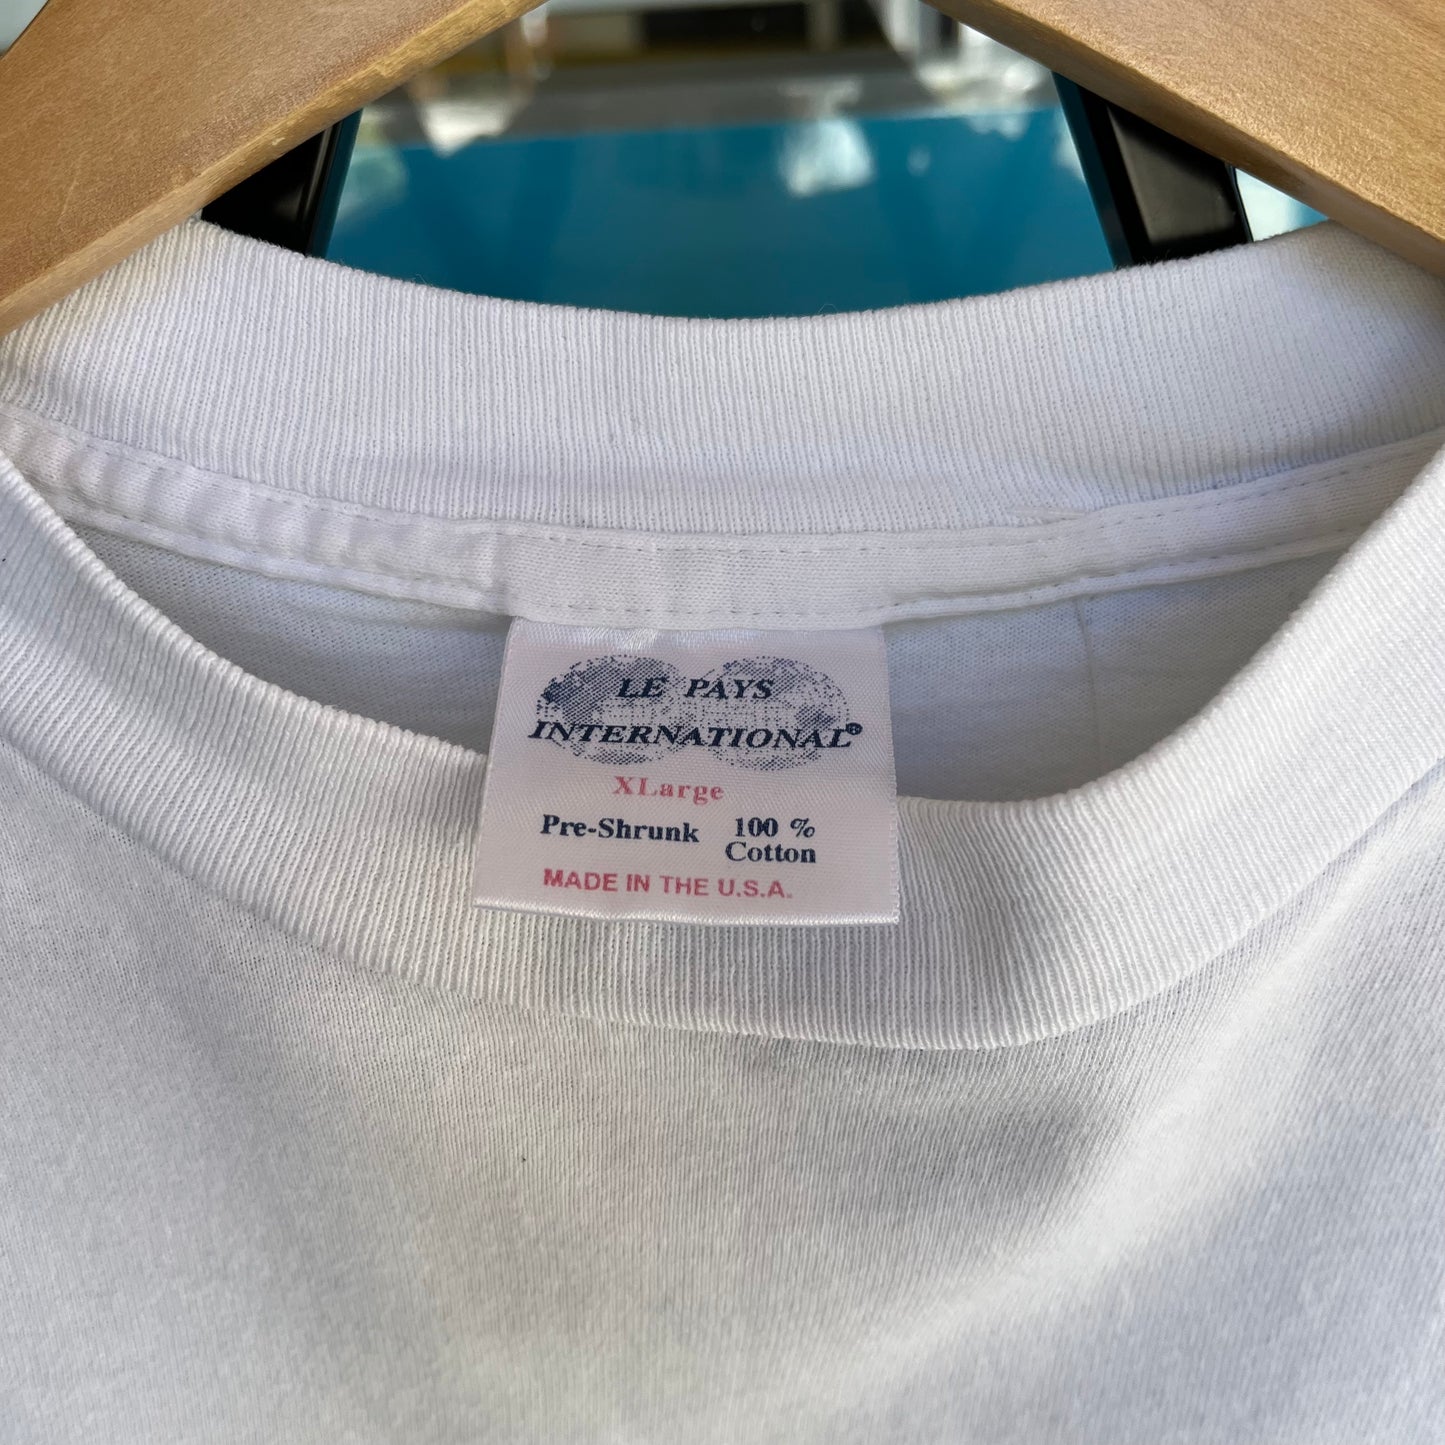 LE PAYS
INTERNATIONAL®
XLarge
Pre-Shrunk 100 %
Cotton
MADE IN THE U.S.A.